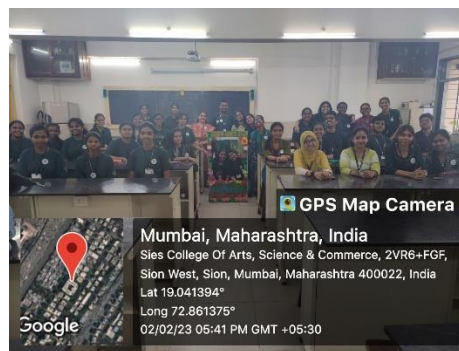 GPS Map Camera
Mumbai, Maharashtra, India
Sies College Of Arts, Science & Commerce, 2VR6+FGF,
Sion West, Sion, Mumbai, Maharashtra 400022, India
Lat 19.041394°
Long 72.861375°
02/02/23 05:41 PM GMT +05:30
Google